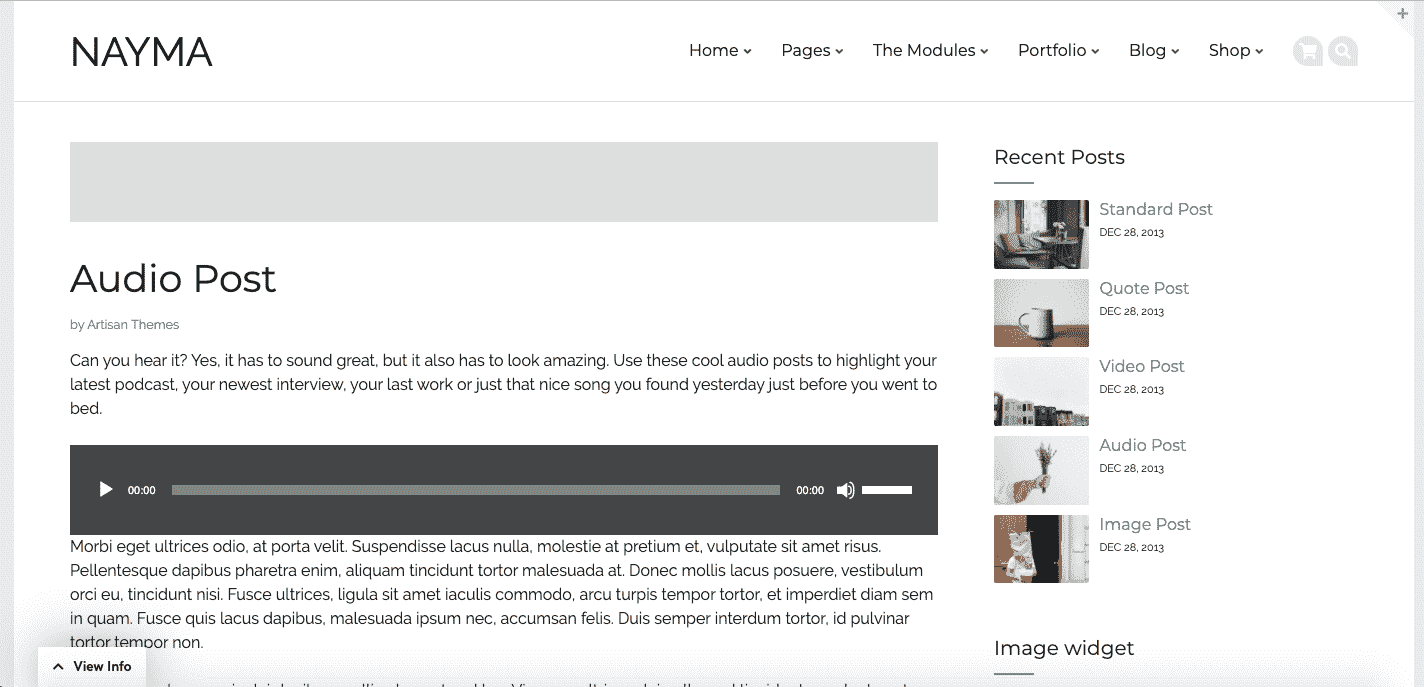 NAYMA
Home
Pages
The Modules
Portfolio
Blog
Shop
Audio Post
by Artisan Themes
Can you hear it? Yes, it has to sound great, but it also has to look amazing. Use these cool audio posts to highlight your
latest podcast, your newest interview, your last work or just that nice song you found yesterday just before you went to
bed.
00:00
00:00
Morbi eget ultrices odio, at porta velit. Suspendisse lacus nulla, molestie at pretium et, vulputate sit amet risus.
Pellentesque dapibus pharetra enim, aliquam tincidunt tortor malesuada at. Donec mollis lacus posuere, vestibulum
orci eu, tincidunt nisi. Fusce ultrices, ligula sit amet iaculis commodo, arcu turpis tempor tortor, et imperdiet diam sem
in quam. Fusce quis lacus dapibus, malesuada ipsum nec, accumsan felis. Duis semper interdum tortor, id pulvinar
tortor tempor non.
View Info
Recent Posts
Standard Post
DEC 28, 2013
Quote Post
DEC 28, 2013
Video Post
DEC 28, 2013
Audio Post
DEC 28, 2013
Image Post
DEC 28, 2013
Image widget